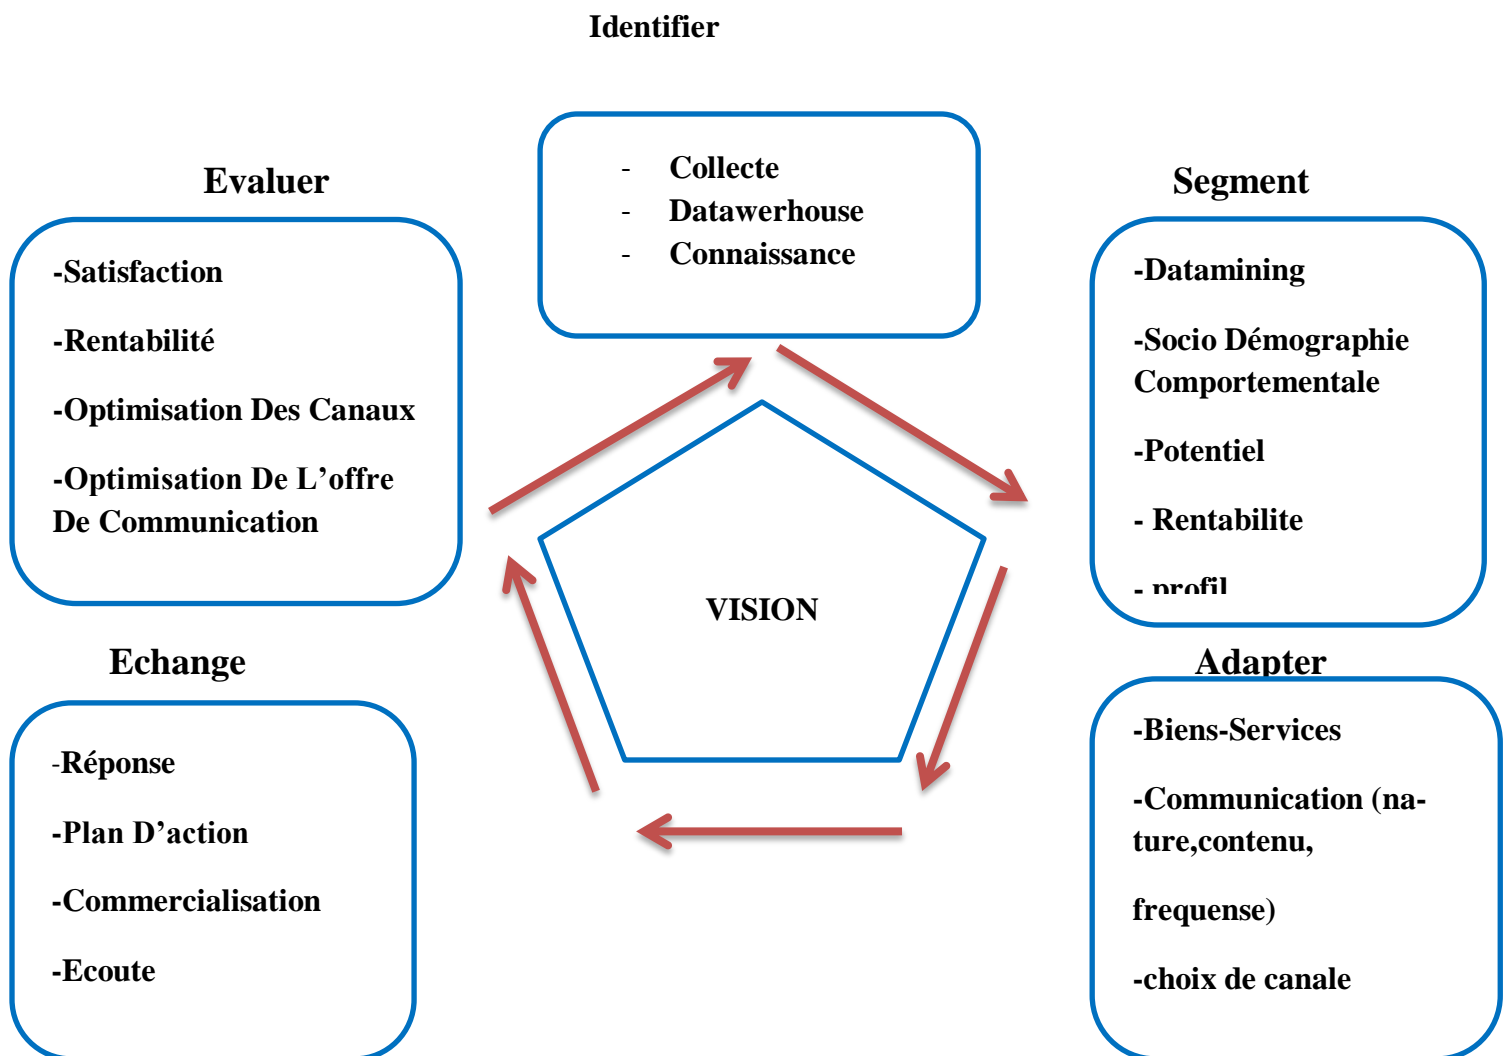 Identifier
- Collecte
- Datawerhouse
- Connaissance
Evaluer
-Satisfaction
-Rentabilité
-Optimisation Des Canaux
-Optimisation De L’offre
De Communication
Segment
-Datamining
-Socio Démographie
Comportementale
-Potentiel
- Rentabilite
- profil
VISION
Echange
-Réponse
-Plan D’action
-Commercialisation
-Ecoute
Adapter
-Biens-Services
-Communication (na-
ture,contenu,
frequense)
-choix de canale